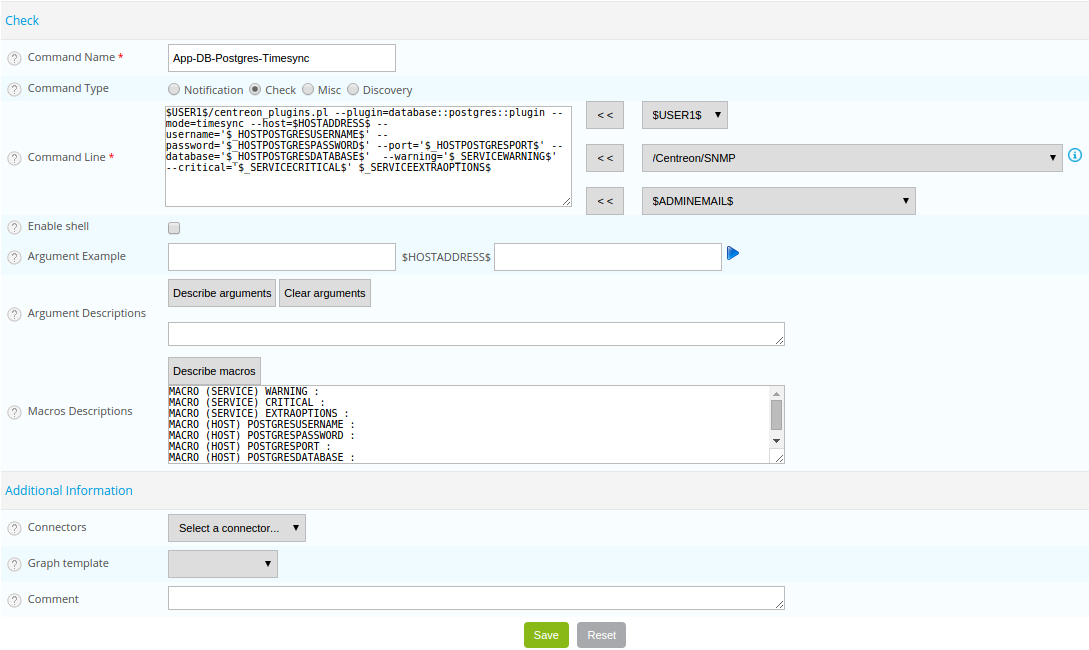 Check
? Command Name * App-DB-Postgres-Timesync
? Command Type Notification Check Misc Discovery
? Command Line *
$USER1$/centreon_plugins.pl --plugin=database::postgres::plugin --
mode=timesync --host=$HOSTADDRESS$ --
username='$_HOSTPOSTGRESUSERNAME$' --
password='$_HOSTPOSTGRESPASSWORD$' --port='$_HOSTPOSTGRESPORT$' --
database='$_HOSTPOSTGRESDATABASE$'  --warning='$_SERVICEWARNING$'
--critical='$_SERVICECRITICAL$' $_SERVICEEXTRAOPTIONS$
<< $USER1$
<< /Centreon/SNMP i
<< $ADMINEMAIL$
? Enable shell
? Argument Example $HOSTADDRESS$
Describe arguments Clear arguments
? Argument Descriptions
Describe macros
? Macros Descriptions
MACRO (SERVICE) WARNING :
MACRO (SERVICE) CRITICAL :
MACRO (SERVICE) EXTRAOPTIONS :
MACRO (HOST) POSTGRESUSERNAME :
MACRO (HOST) POSTGRESPASSWORD :
MACRO (HOST) POSTGRESPORT :
MACRO (HOST) POSTGRESDATABASE :
Additional Information
? Connectors Select a connector...
? Graph template
? Comment
Save Reset